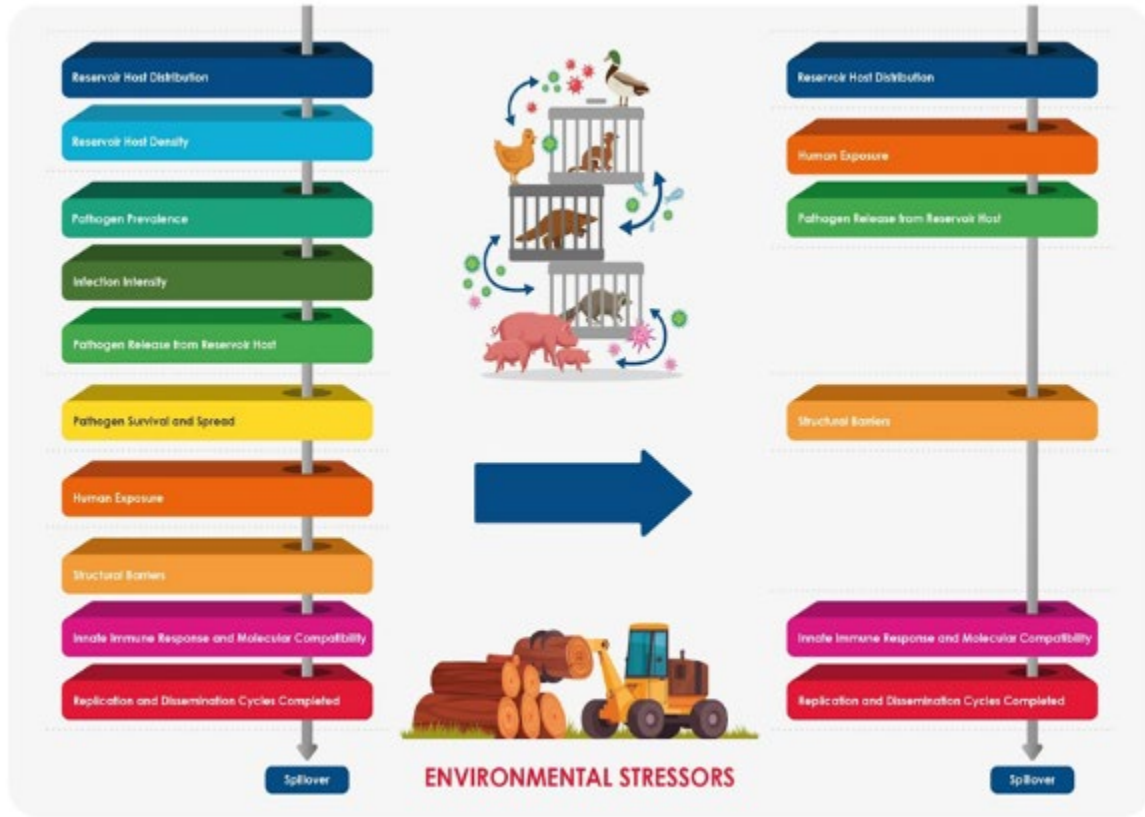 Reservoir Host Distribution
Reservoir Host Density
Pathogen Prevalence
Infection Intensity
Pathogen Release from Reservoir Host
Pathogen Survival and Spread
Human Exposure
Structural Barriers
Innate Immune Response and Molecular Compatibility
Replication and Dissemination Cycles Completed
Spillover
ENVIRONMENTAL STRESSORS
Reservoir Host Distribution
Human Exposure
Pathogen Release from Reservoir Host
Structural Barriers
Innate Immune Response and Molecular Compatibility
Replication and Dissemination Cycles Completed
Spillover